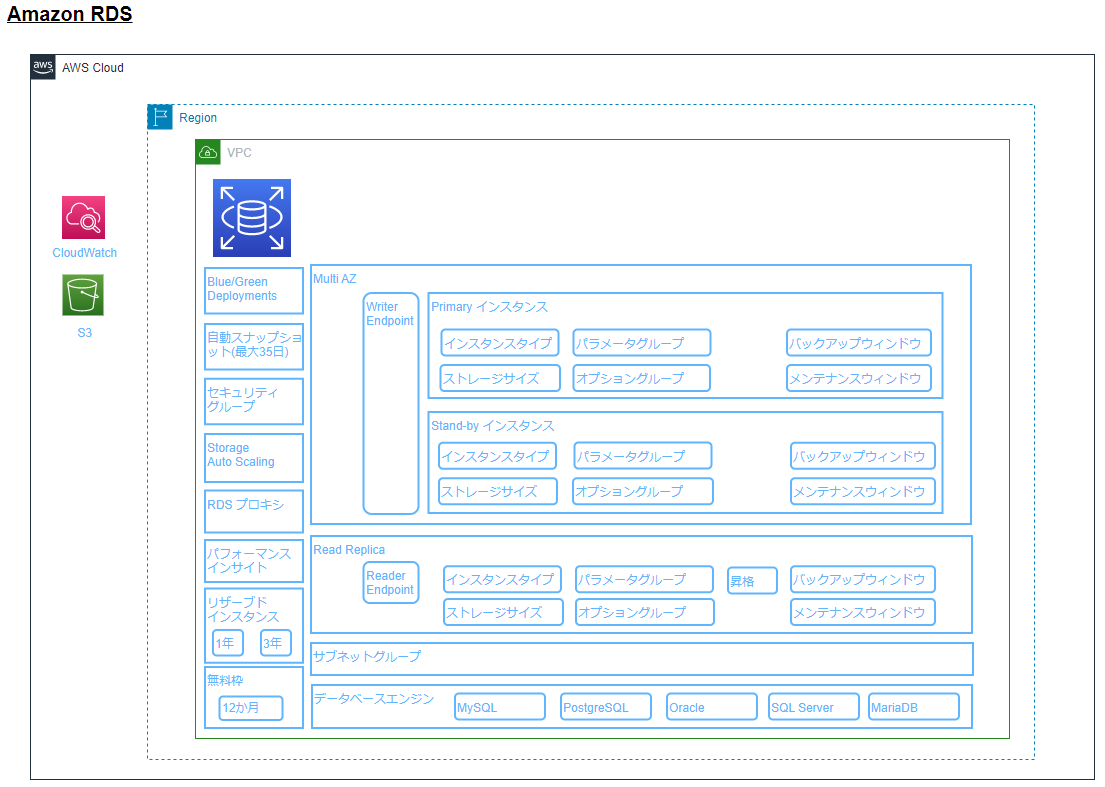 Amazon RDS
aws
AWS Cloud
Region
VPC
CloudWatch
S3
Blue/Green
Deployments
自動スナップショ
ット(最大35日)
セキュリティ
グループ
Storage
Auto Scaling
RDS プロキシ
パフォーマンス
インサイト
リザーブド
インスタンス
1年
3年
無料枠
12か月
Multi AZ
Writer
Endpoint
Primary インスタンス
インスタンスタイプ
パラメータグループ
バックアップウィンドウ
ストレージサイズ
オプショングループ
メンテナンスウィンドウ
Stand-by インスタンス
インスタンスタイプ
パラメータグループ
バックアップウィンドウ
ストレージサイズ
オプショングループ
メンテナンスウィンドウ
Read Replica
Reader
Endpoint
インスタンスタイプ
パラメータグループ
昇格
バックアップウィンドウ
ストレージサイズ
オプショングループ
メンテナンスウィンドウ
サブネットグループ
データベースエンジン
MySQL
PostgreSQL
Oracle
SQL Server
MariaDB